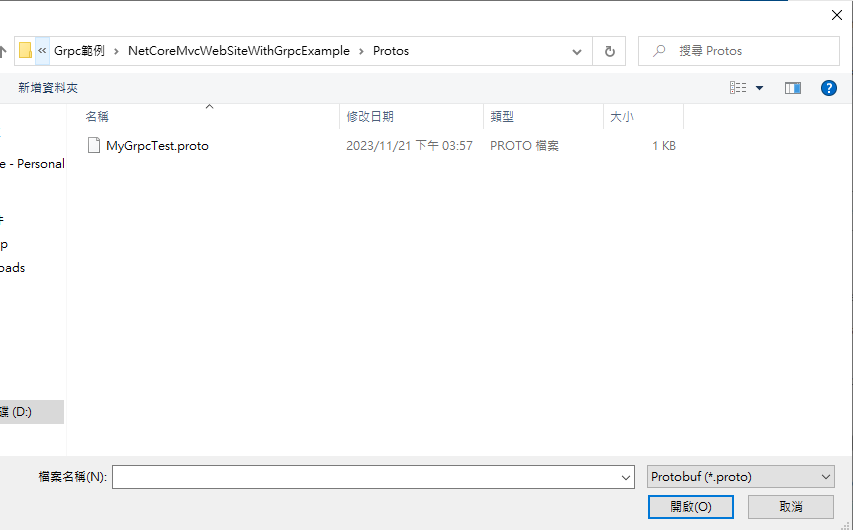 « Grpc範例 › NetCoreMvcWebSiteWithGrpcExample › Protos
搜尋 Protos
新增資料夾
名稱 修改日期 類型 大小
MyGrpcTest.proto 2023/11/21 下午 03:57 PROTO 檔案 1 KB
e - Personal
p
oads
(D:)
檔案名稱(N): Protobuf (*.proto)
開啟(O) 取消